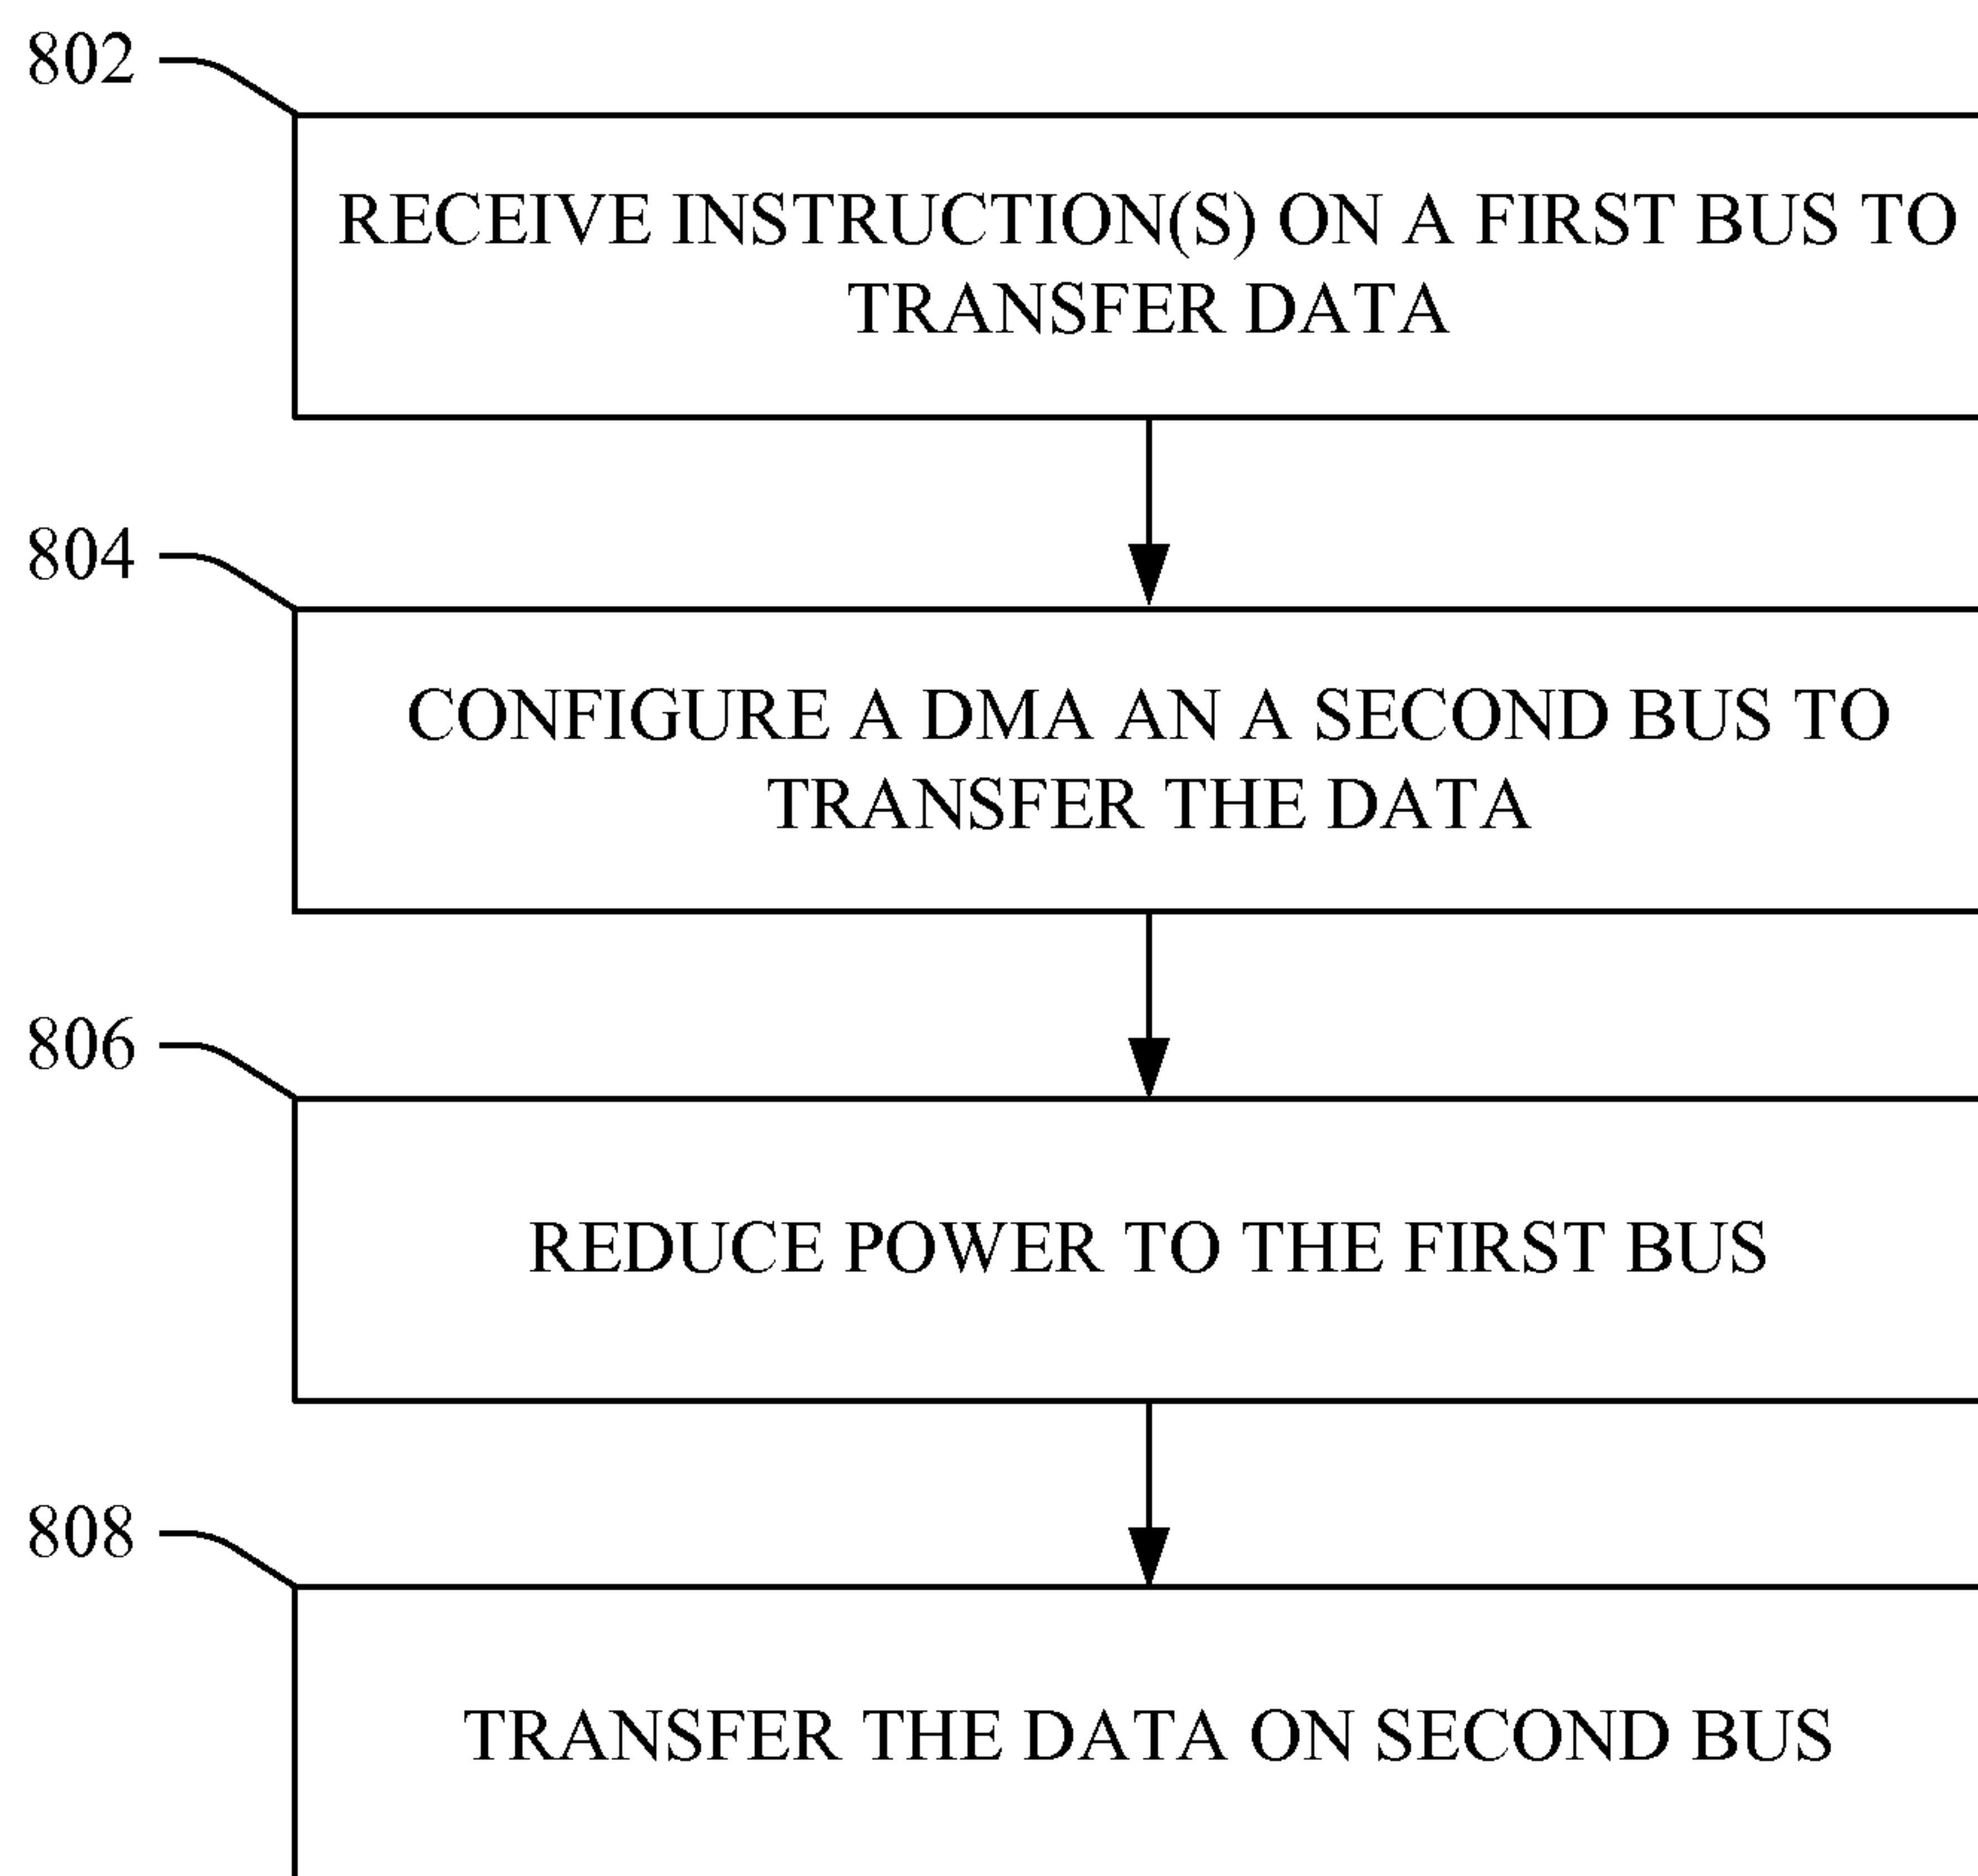 802
RECEIVE INSTRUCTION(S) ON A FIRST BUS TO
TRANSFER DATA
804
CONFIGURE A DMA AN A SECOND BUS TO
TRANSFER THE DATA
806
REDUCE POWER TO THE FIRST BUS
808
TRANSFER THE DATA ON SECOND BUS